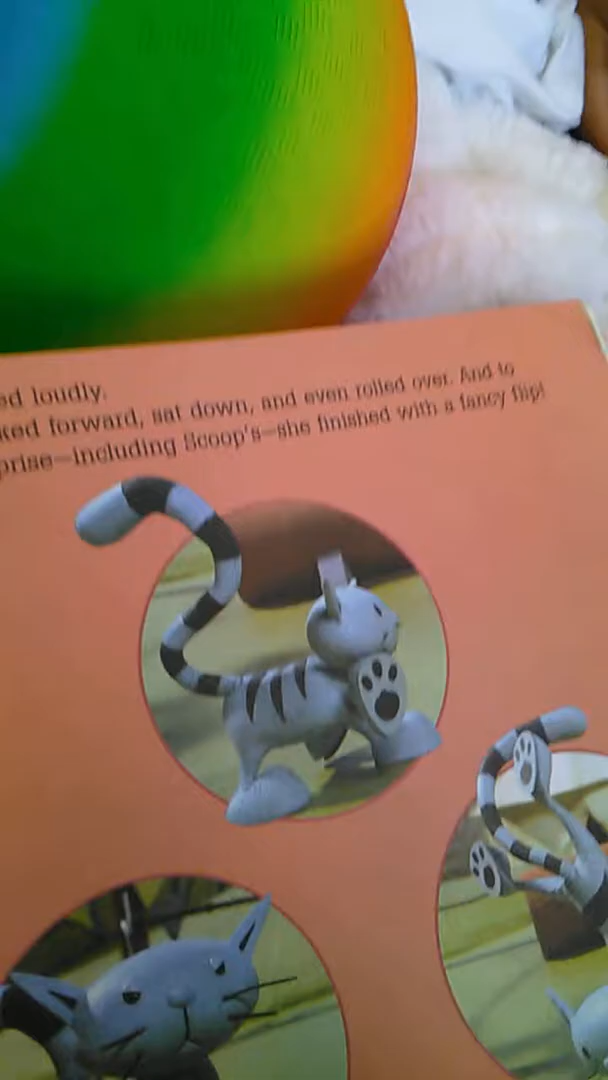 ed loudly.
ked forward, sat down, and even rolled over. And to
prise—including Scoop's—she finished with a fancy flip!